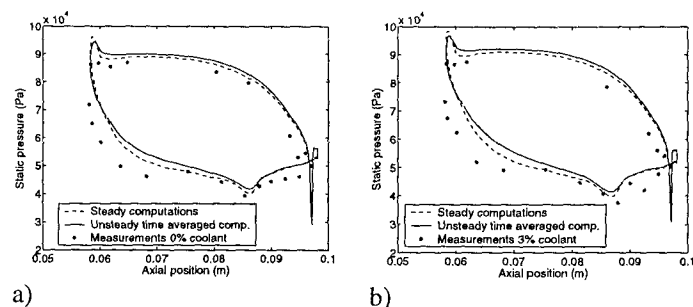 x 10⁴
10
9
8
7
6
5
4
3
2
Static pressure (Pa)
Steady computations
Unsteady time averaged comp.
Measurements 0% coolant
0.05 0.06 0.07 0.08 0.09 0.1
Axial position (m)
a)
x 10⁴
10
9
8
7
6
5
4
3
2
Static pressure (Pa)
Steady computations
Unsteady time averaged comp.
Measurements 3% coolant
0.05 0.06 0.07 0.08 0.09 0.1
Axial position (m)
b)